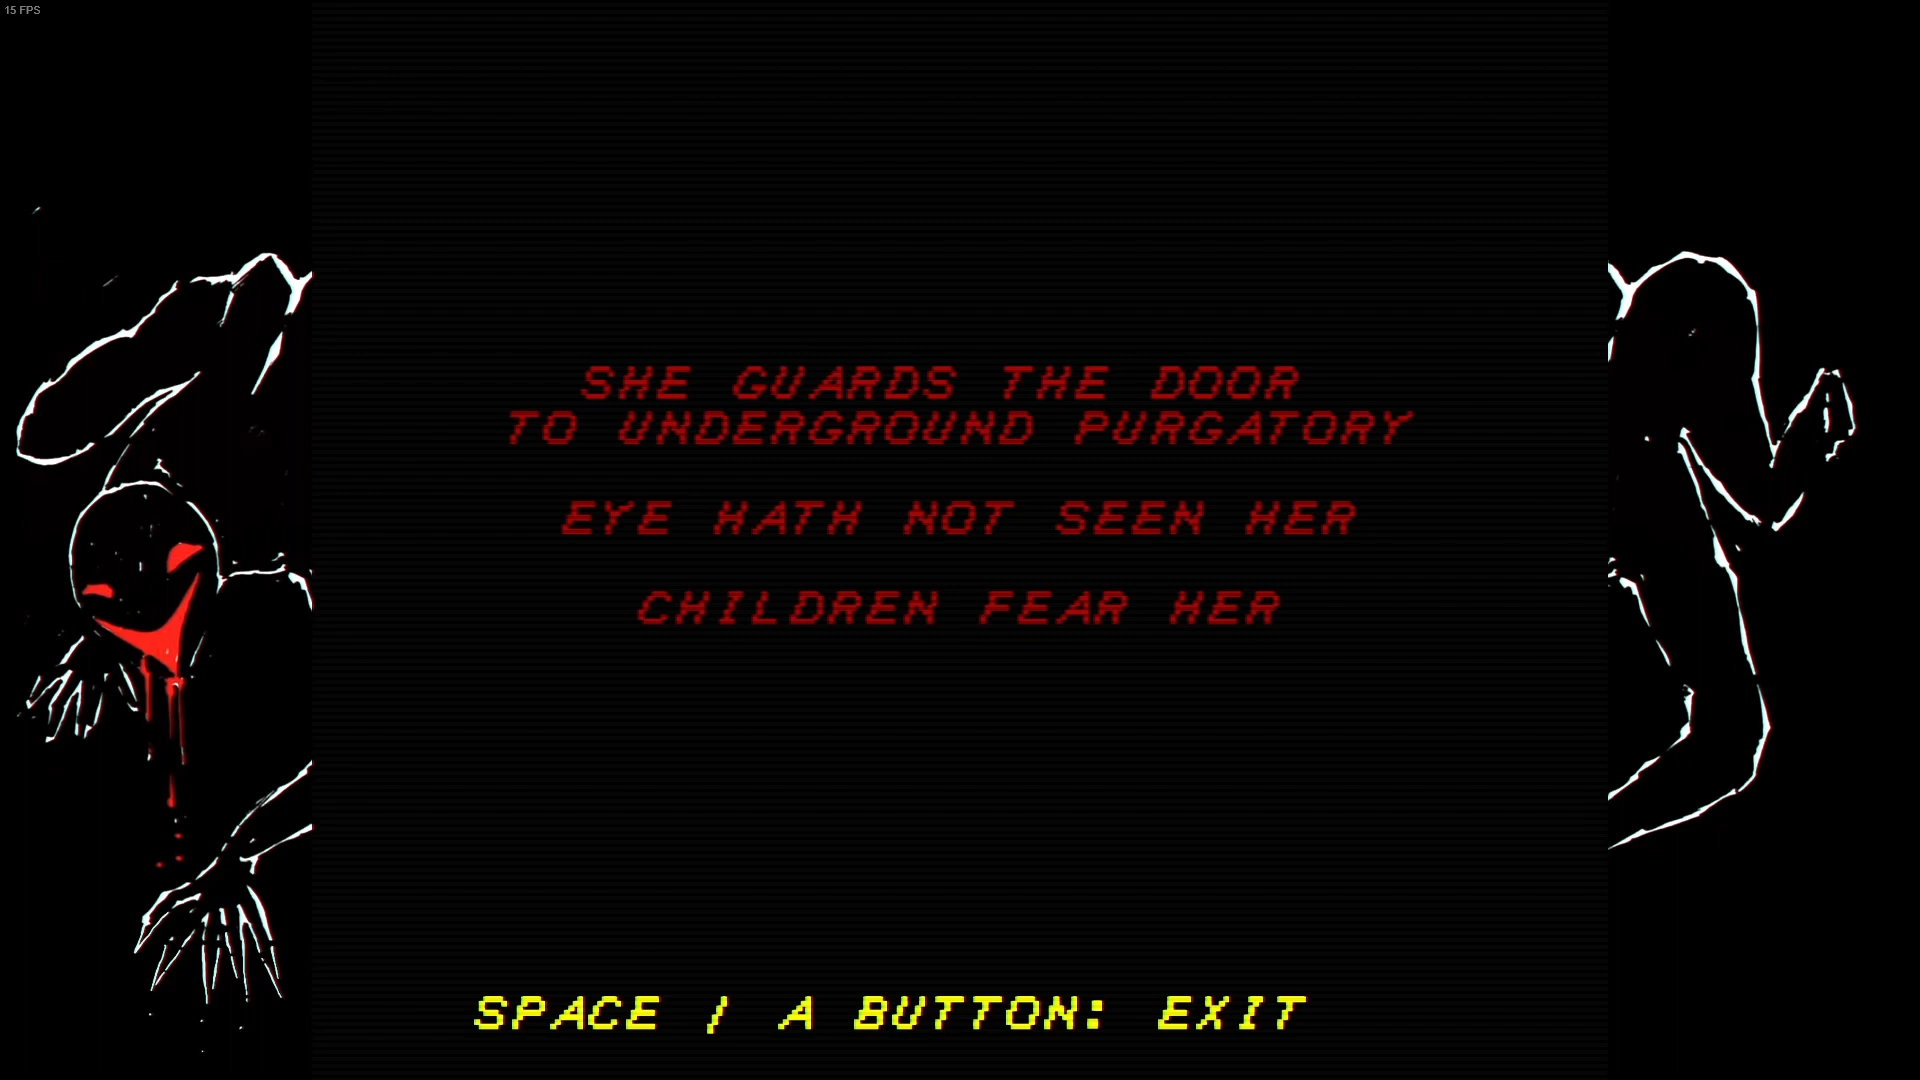 15 FPS
SHE GUARDS THE DOOR
TO UNDERGROUND PURGATORY
EYE HATH NOT SEEN HER
CHILDREN FEAR HER
SPACE / A BUTTON: EXIT